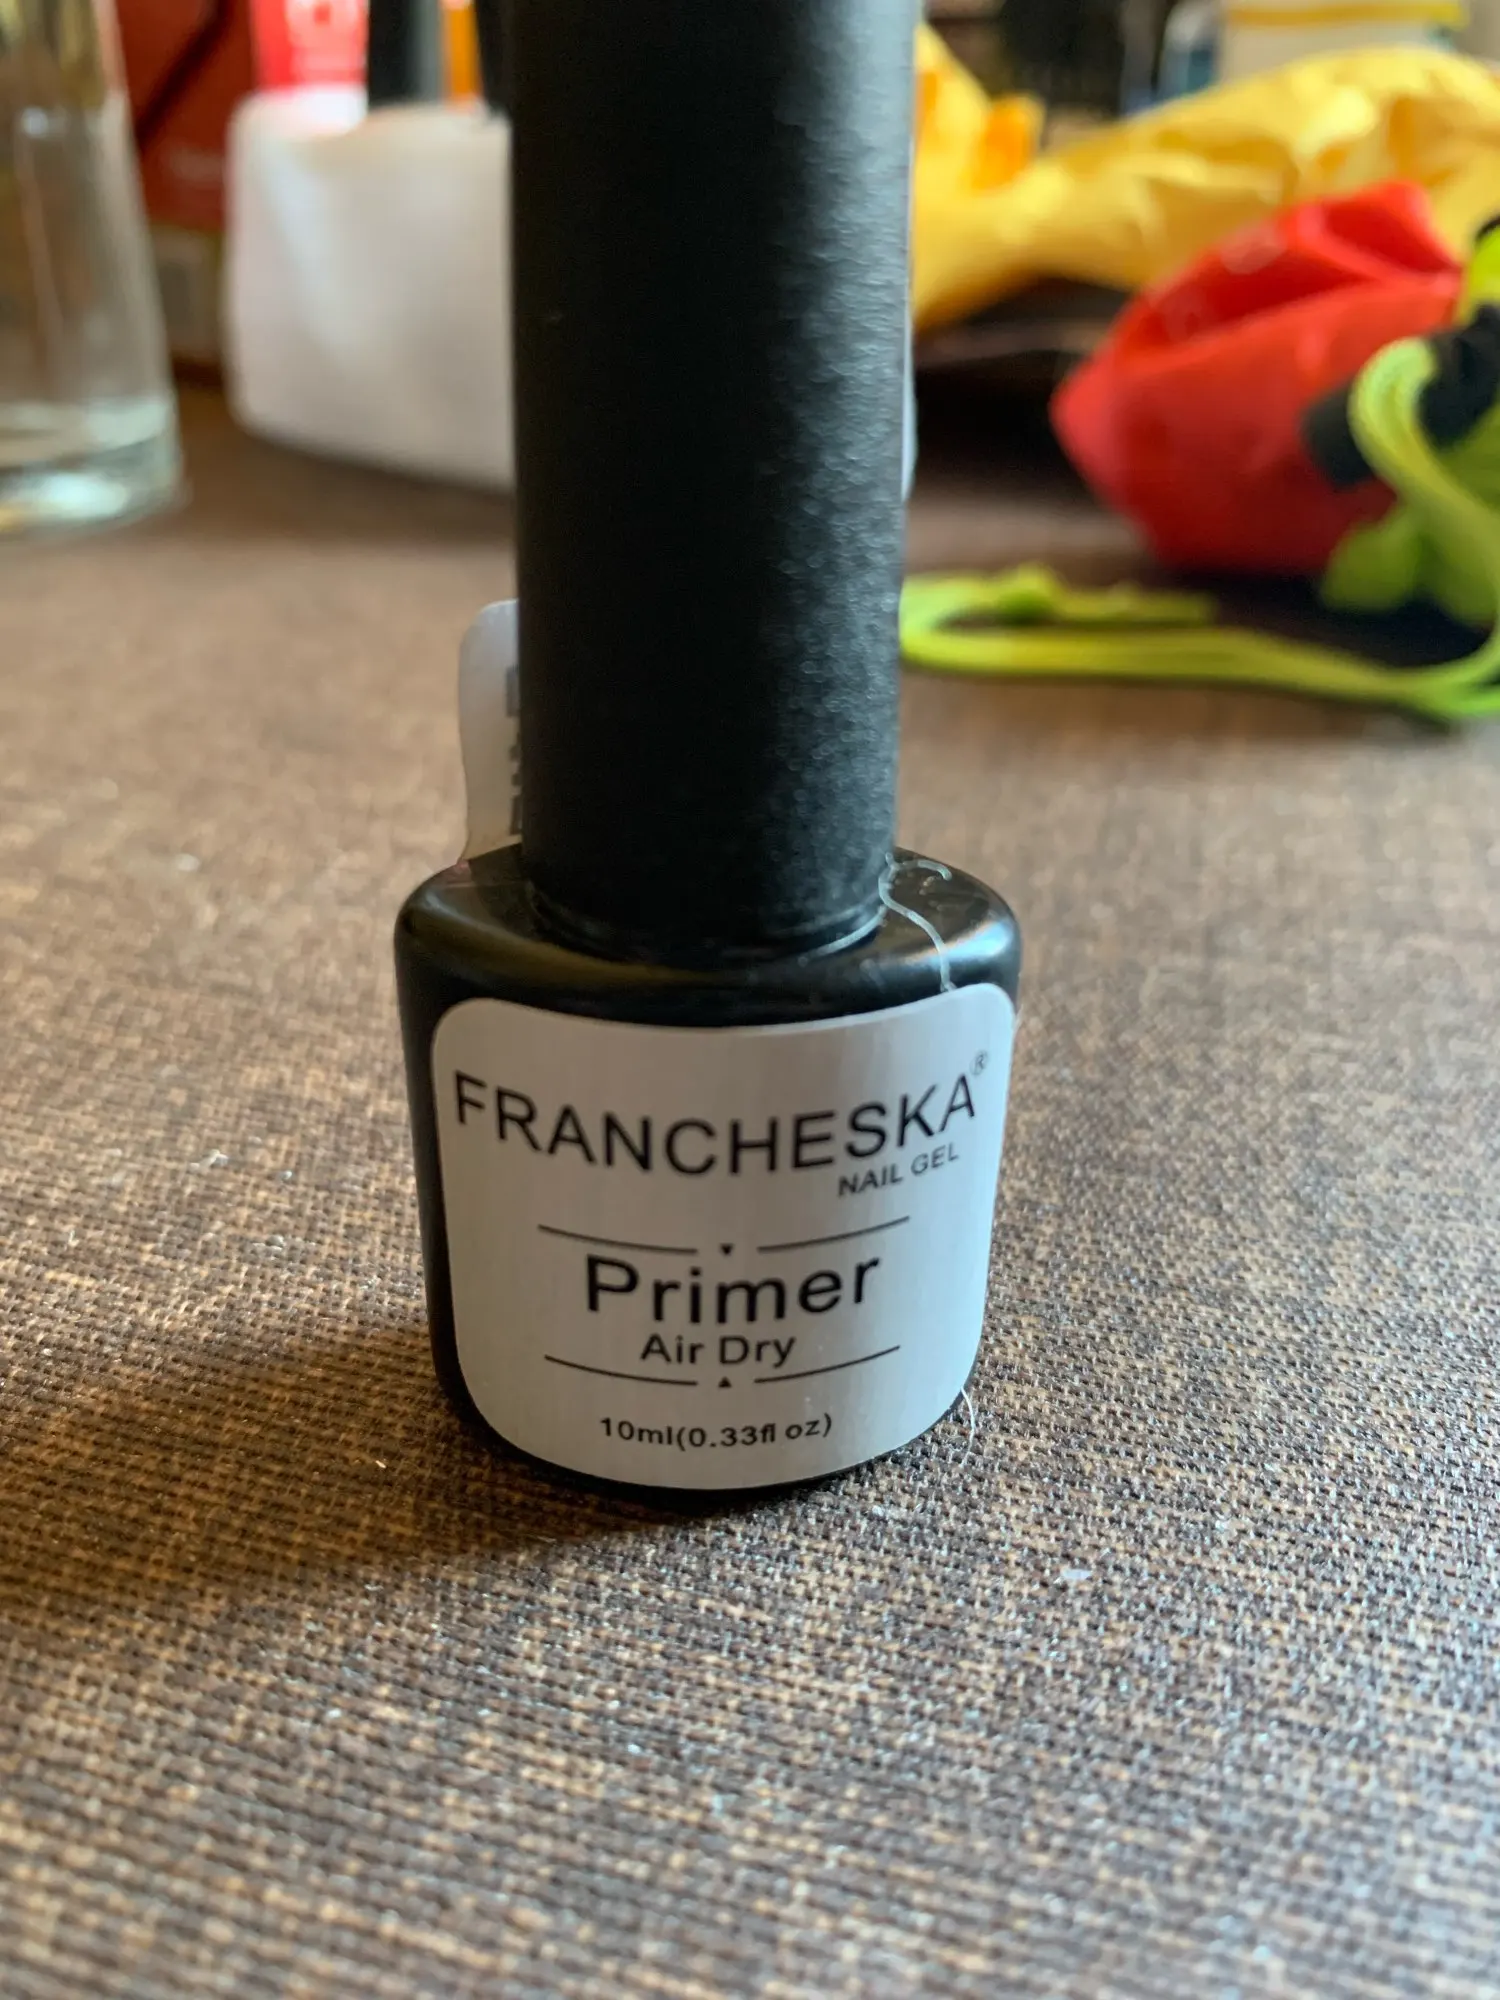 FRANCHESKA®
NAIL GEL
Primer
Air Dry
10ml(0.33fl oz)